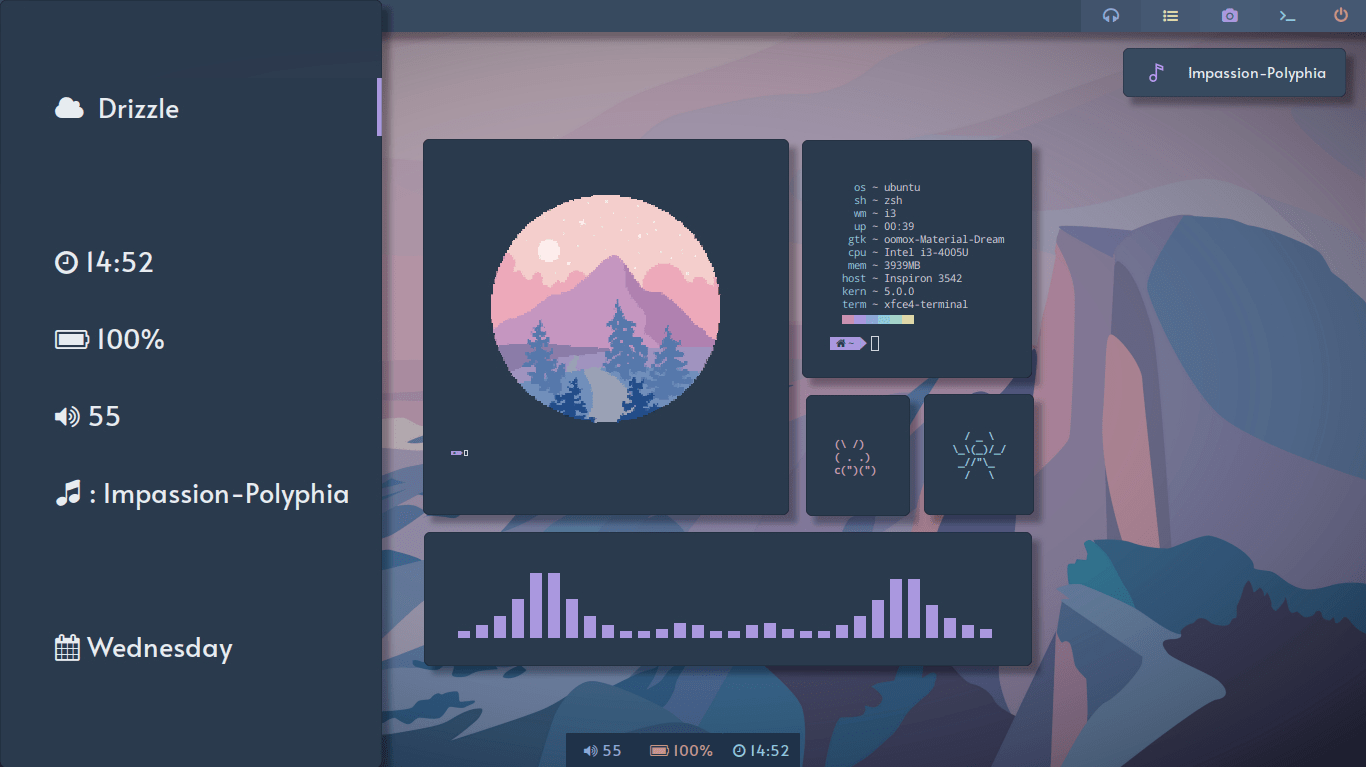 Drizzle
14:52
100%
55
: Impassion-Polyphia
Wednesday
Impassion-Polyphia
os ~ ubuntu
sh ~ zsh
wm ~ i3
up ~ 00:39
gtk ~ oomox-Material-Dream
cpu ~ Intel i3-4005U
mem ~ 3939MB
host ~ Inspiron 3542
kern ~ 5.0.0
term ~ xfce4-terminal
~
(\ /)
( . .)
c(")(")
/ _ \
\_\(_)/_/
_//"\_
/ \
55 100% 14:52